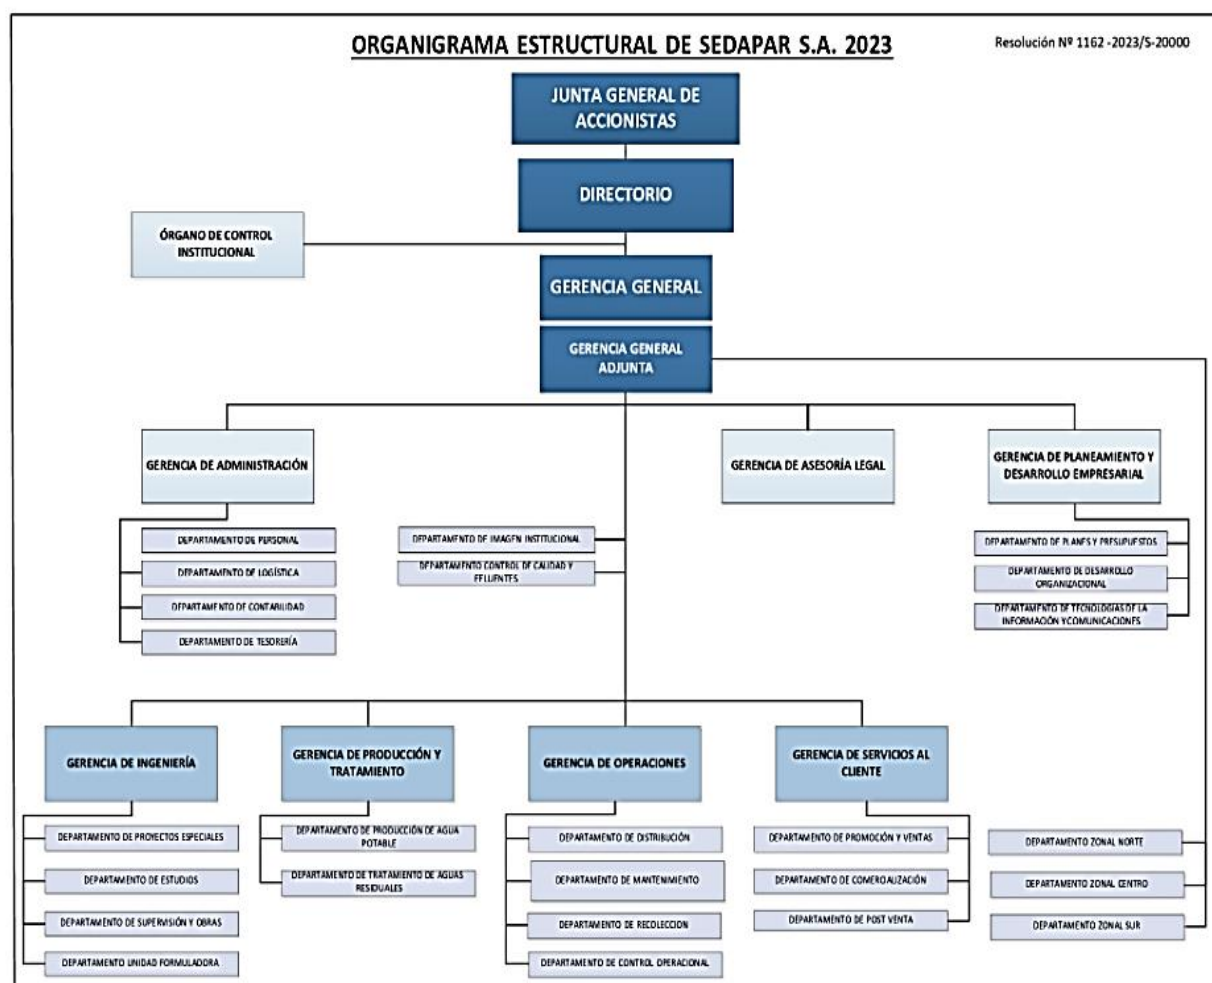 ORGANIGRAMA ESTRUCTURAL DE SEDAPAR S.A. 2023
Resolución Nº 1162 -2023/S-20000
JUNTA GENERAL DE
ACCIONISTAS
DIRECTORIO
ÓRGANO DE CONTROL
INSTITUCIONAL
GERENCIA GENERAL
GERENCIA GENERAL
ADJUNTA
GERENCIA DE ADMINISTRACIÓN
GERENCIA DE ASESORÍA LEGAL
GERENCIA DE PLANEAMIENTO Y
DESARROLLO EMPRESARIAL
DEPARTAMENTO DE PERSONAL
DEPARTAMENTO DE LOGÍSTICA
DEPARTAMENTO DE CONTABILIDAD
DEPARTAMENTO DE TESORERÍA
DEPARTAMENTO DE IMAGEN INSTITUCIONAL
DEPARTAMENTO CONTROL DE CALIDAD Y
EFLUENTES
DEPARTAMENTO DE PLANES Y PRESUPUESTOS
DEPARTAMENTO DE DESARROLLO
ORGANIZACIONAL
DEPARTAMENTO DE TECNOLOGÍAS DE LA
INFORMACIÓN Y COMUNICACIONES
GERENCIA DE INGENIERÍA
GERENCIA DE PRODUCCIÓN Y
TRATAMIENTO
GERENCIA DE OPERACIONES
GERENCIA DE SERVICIOS AL
CLIENTE
DEPARTAMENTO DE PROYECTOS ESPECIALES
DEPARTAMENTO DE ESTUDIOS
DEPARTAMENTO DE SUPERVISIÓN Y OBRAS
DEPARTAMENTO UNIDAD FORMULADORA
DEPARTAMENTO DE PRODUCCIÓN DE AGUA
POTABLE
DEPARTAMENTO DE TRATAMIENTO DE AGUAS
RESIDUALES
DEPARTAMENTO DE DISTRIBUCIÓN
DEPARTAMENTO DE MANTENIMIENTO
DEPARTAMENTO DE RECOLECCION
DEPARTAMENTO DE CONTROL OPERACIONAL
DEPARTAMENTO DE PROMOCIÓN Y VENTAS
DEPARTAMENTO DE COMERCIALIZACIÓN
DEPARTAMENTO DE POST VENTA
DEPARTAMENTO ZONAL NORTE
DEPARTAMENTO ZONAL CENTRO
DEPARTAMENTO ZONAL SUR